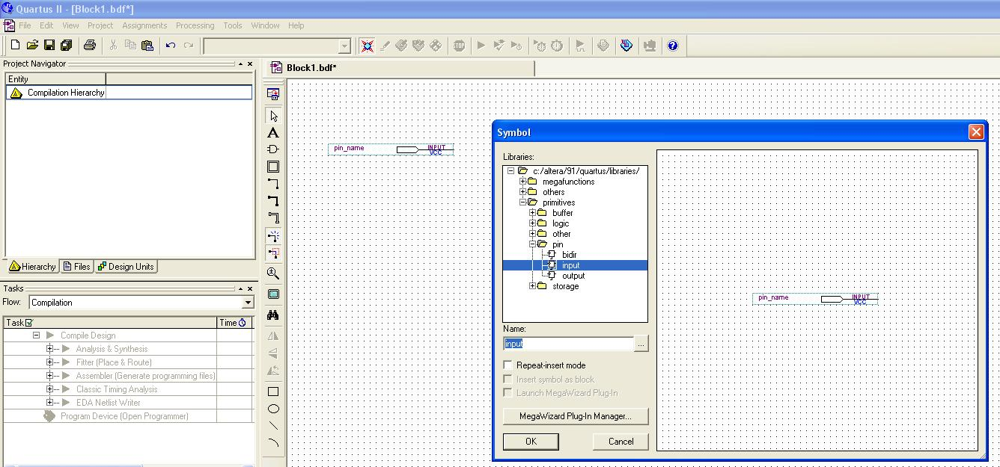 Quartus II - [Block1.bdf*]
File Edit View Project Assignments Processing Tools Window Help
STOP
Project Navigator
Entity
Compilation Hierarchy
Hierarchy Files Design Units
Tasks
Flow: Compilation
Task Time
Compile Design
Analysis & Synthesis
Fitter (Place & Route)
Assembler (Generate programming files)
Classic Timing Analysis
EDA Netlist Writer
Program Device (Open Programmer)
Block1.bdf*
A
pin_name INPUT
VCC
Symbol
Libraries:
c:/altera/91/quartus/libraries/
megafunctions
others
primitives
buffer
logic
other
pin
bidir
input
output
storage
Name:
input
...
Repeat-insert mode
Insert symbol as block
Launch MegaWizard Plug-In
MegaWizard Plug-In Manager...
OK Cancel
pin_name INPUT
VCC